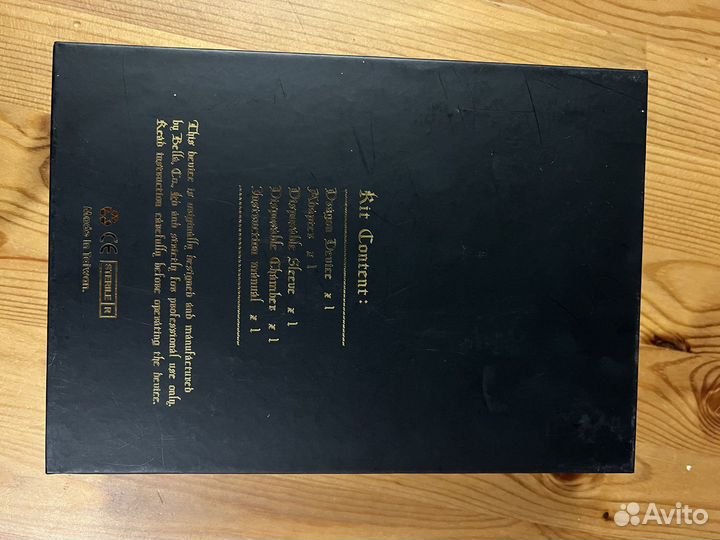 Kit Content:
Dragon Device x 1
Adapter x 1
Disposable Sleeve x 1
Disposable Chamber x 1
Instruction manual x 1
This device is originally designed and manufactured
by Bella, Co, Ltd and strictly for professional use only.
Read instruction carefully before operating the device.
CE STERILE R
Made in Taiwan.
Avito